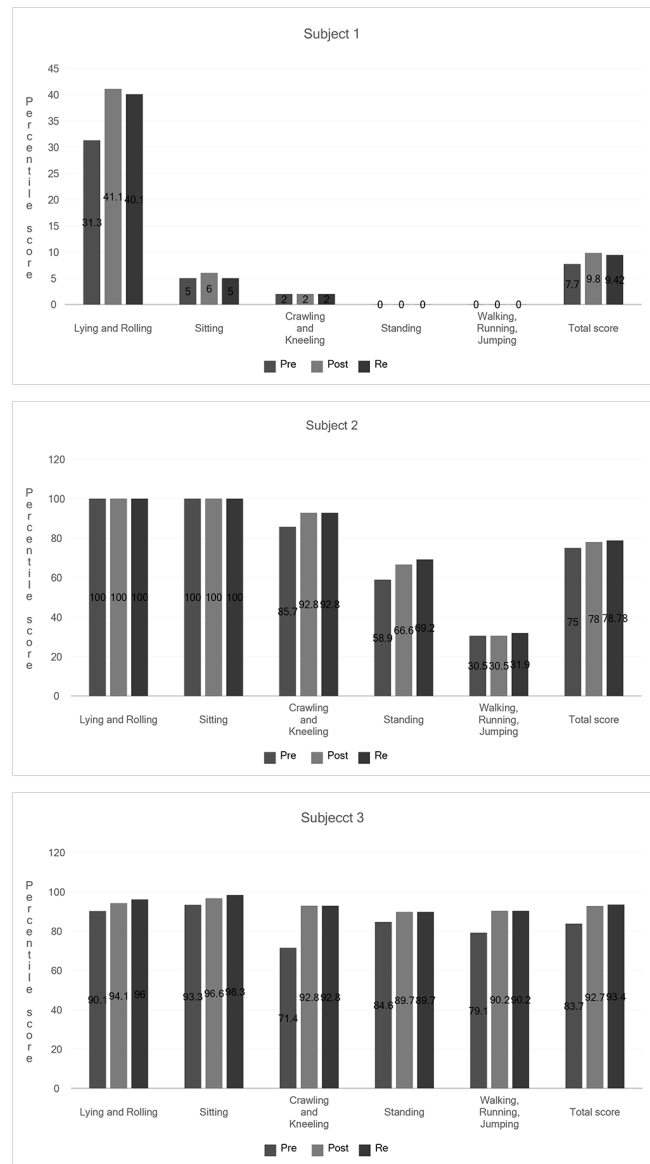 Subject 1
Percentile score
45
40
35
30
25
20
15
10
5
0
31.3 41.1 40.1
5 6 5
2 2 2
0 0 0
0 0 0
7.7 9.8 9.42
Lying and Rolling
Sitting
Crawling
and
Kneeling
Standing
Walking,
Running,
Jumping
Total score
Pre Post Re
Subject 2
Percentile score
120
100
80
60
40
20
0
100 100 100
100 100 100
85.7 92.8 92.8
58.9 66.6 69.2
30.5 30.5 31.9
75 78 78.78
Lying and Rolling
Sitting
Crawling
and
Kneeling
Standing
Walking,
Running,
Jumping
Total score
Pre Post Re
Subjecct 3
Percentile score
120
100
80
60
40
20
0
90.1 94.1 96
93.3 96.6 98.3
71.4 92.8 92.8
84.6 89.7 89.7
79.1 90.2 90.2
83.7 92.7 93.4
Lying and Rolling
Sitting
Crawling
and
Kneeling
Standing
Walking,
Running,
Jumping
Total score
Pre Post Re